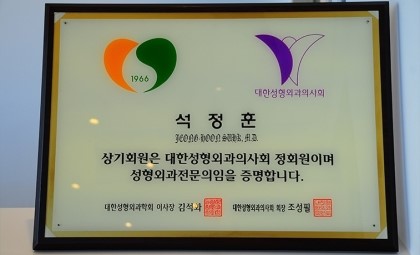 1966
대한성형외과의사회
석 정 훈
JEONG-HOON SUHK, M.D.
상기회원은 대한성형외과의사회 정회원이며
성형외과전문의임을 증명합니다.
대한성형외과학회 이사장 김석화 대한성형외과의사회 회장 조성필